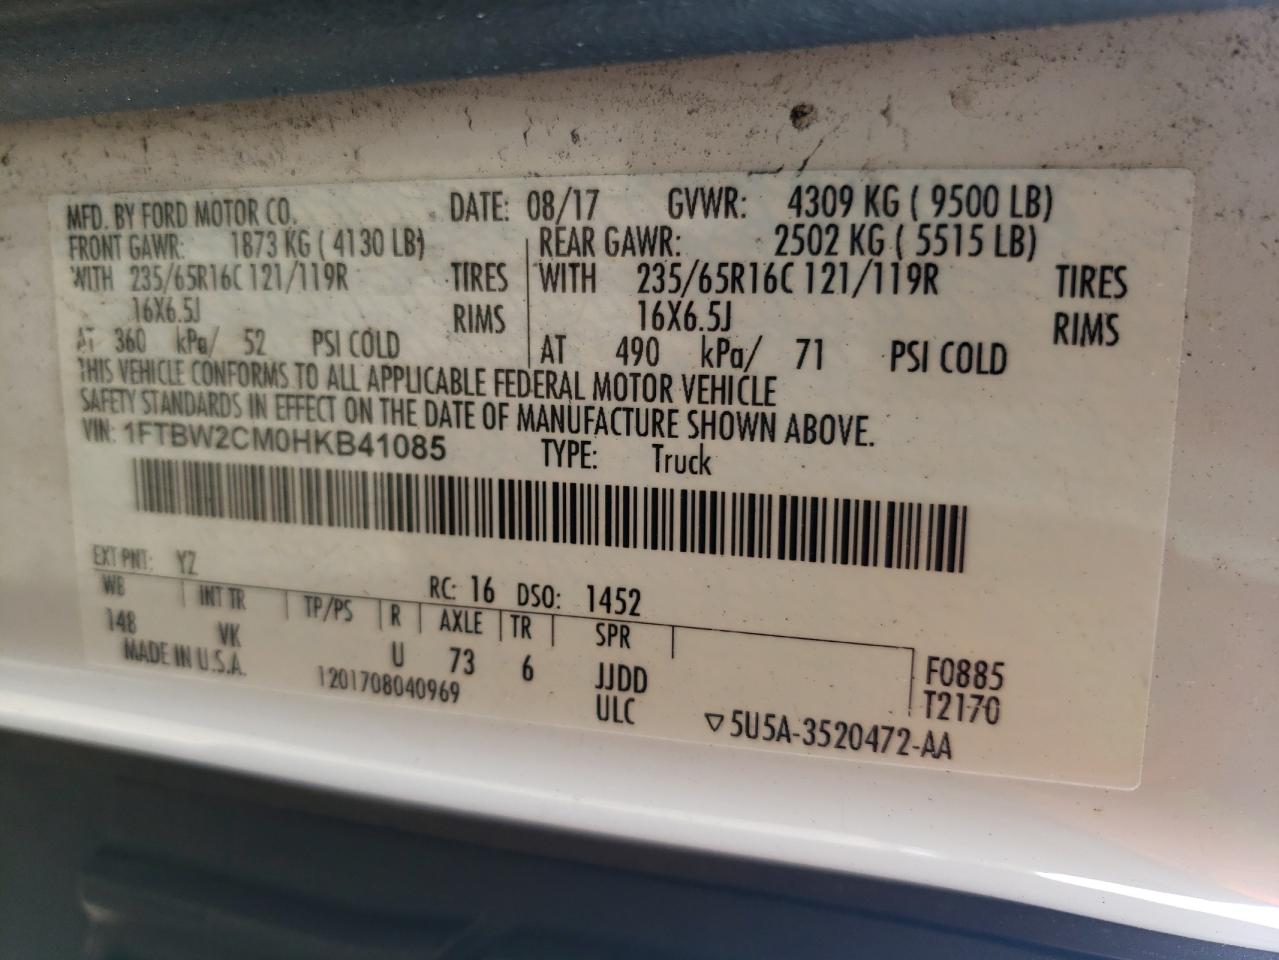 MFD. BY FORD MOTOR CO. DATE: 08/17 GVWR: 4309 KG ( 9500 LB)
FRONT GAWR: 1873 KG ( 4130 LB) REAR GAWR: 2502 KG ( 5515 LB)
WITH 235/65R16C 121/119R TIRES WITH 235/65R16C 121/119R TIRES
16X6.5J RIMS 16X6.5J RIMS
AT 360 kPa/ 52 PSI COLD AT 490 kPa/ 71 PSI COLD
THIS VEHICLE CONFORMS TO ALL APPLICABLE FEDERAL MOTOR VEHICLE
SAFETY STANDARDS IN EFFECT ON THE DATE OF MANUFACTURE SHOWN ABOVE.
VIN: 1FTBW2CM0HKB41085 TYPE: Truck
EXT PNT: YZ RC: 16 DSO: 1452
WB INT TR TP/PS R AXLE TR SPR
148 VK U 73 6 JJDD F0885
MADE IN U.S.A. 1201708040969 ULC T2170
▽5U5A-3520472-AA